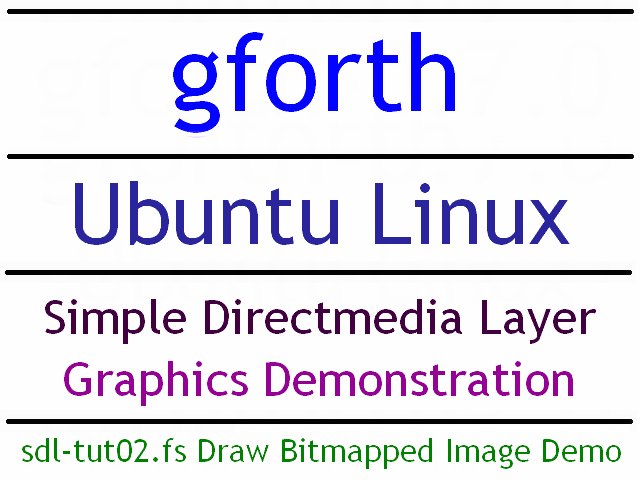 gforth
Ubuntu Linux
Simple Directmedia Layer
Graphics Demonstration
sdl-tut02.fs Draw Bitmapped Image Demo